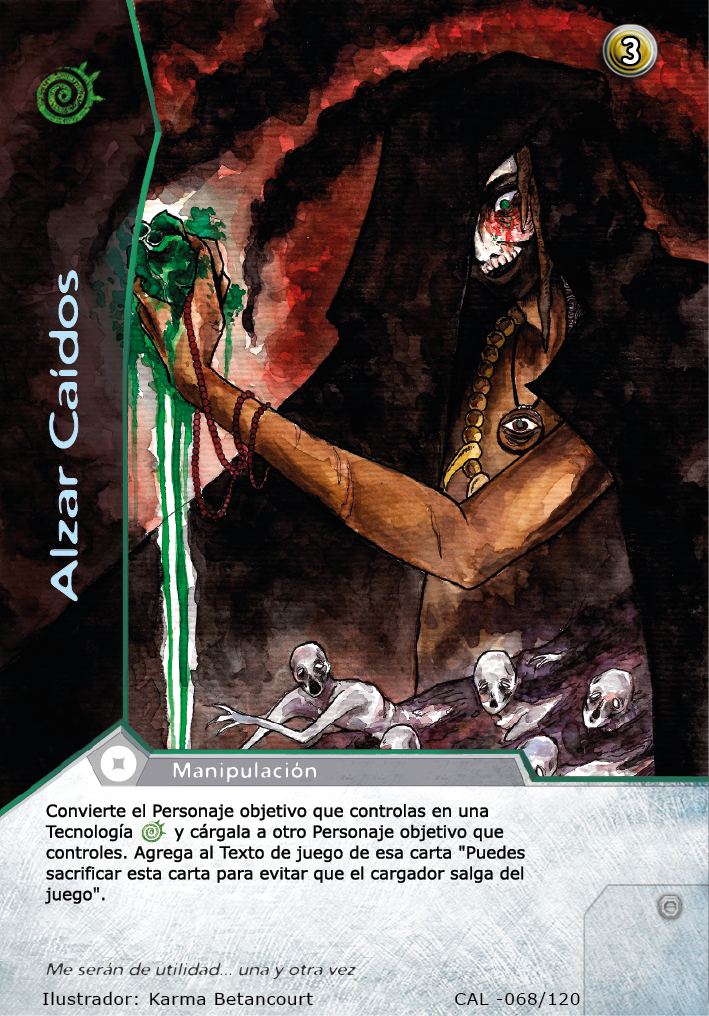 3
Alzar Caídos
Manipulación
Convierte el Personaje objetivo que controlas en una
Tecnología y cárgala a otro Personaje objetivo que
controles. Agrega al Texto de juego de esa carta "Puedes
sacrificar esta carta para evitar que el cargador salga del
juego".
Me serán de utilidad... una y otra vez
Ilustrador: Karma Betancourt CAL -068/120